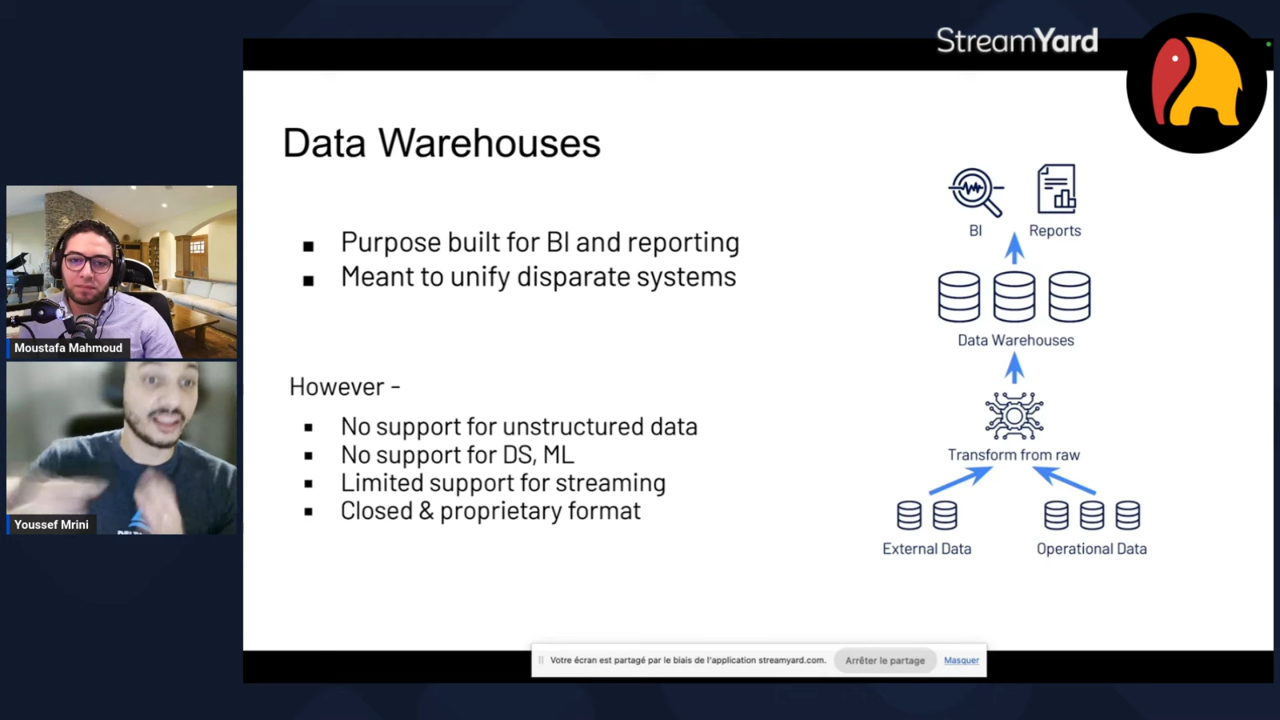 StreamYard
Data Warehouses
■ Purpose built for BI and reporting
■ Meant to unify disparate systems
However -
■ No support for unstructured data
■ No support for DS, ML
■ Limited support for streaming
■ Closed & proprietary format
BI
Reports
Data Warehouses
Transform from raw
External Data
Operational Data
Moustafa Mahmoud
Youssef Mrini
Votre écran est partagé par le biais de l'application streamyard.com.
Arrêter le partage
Masquer